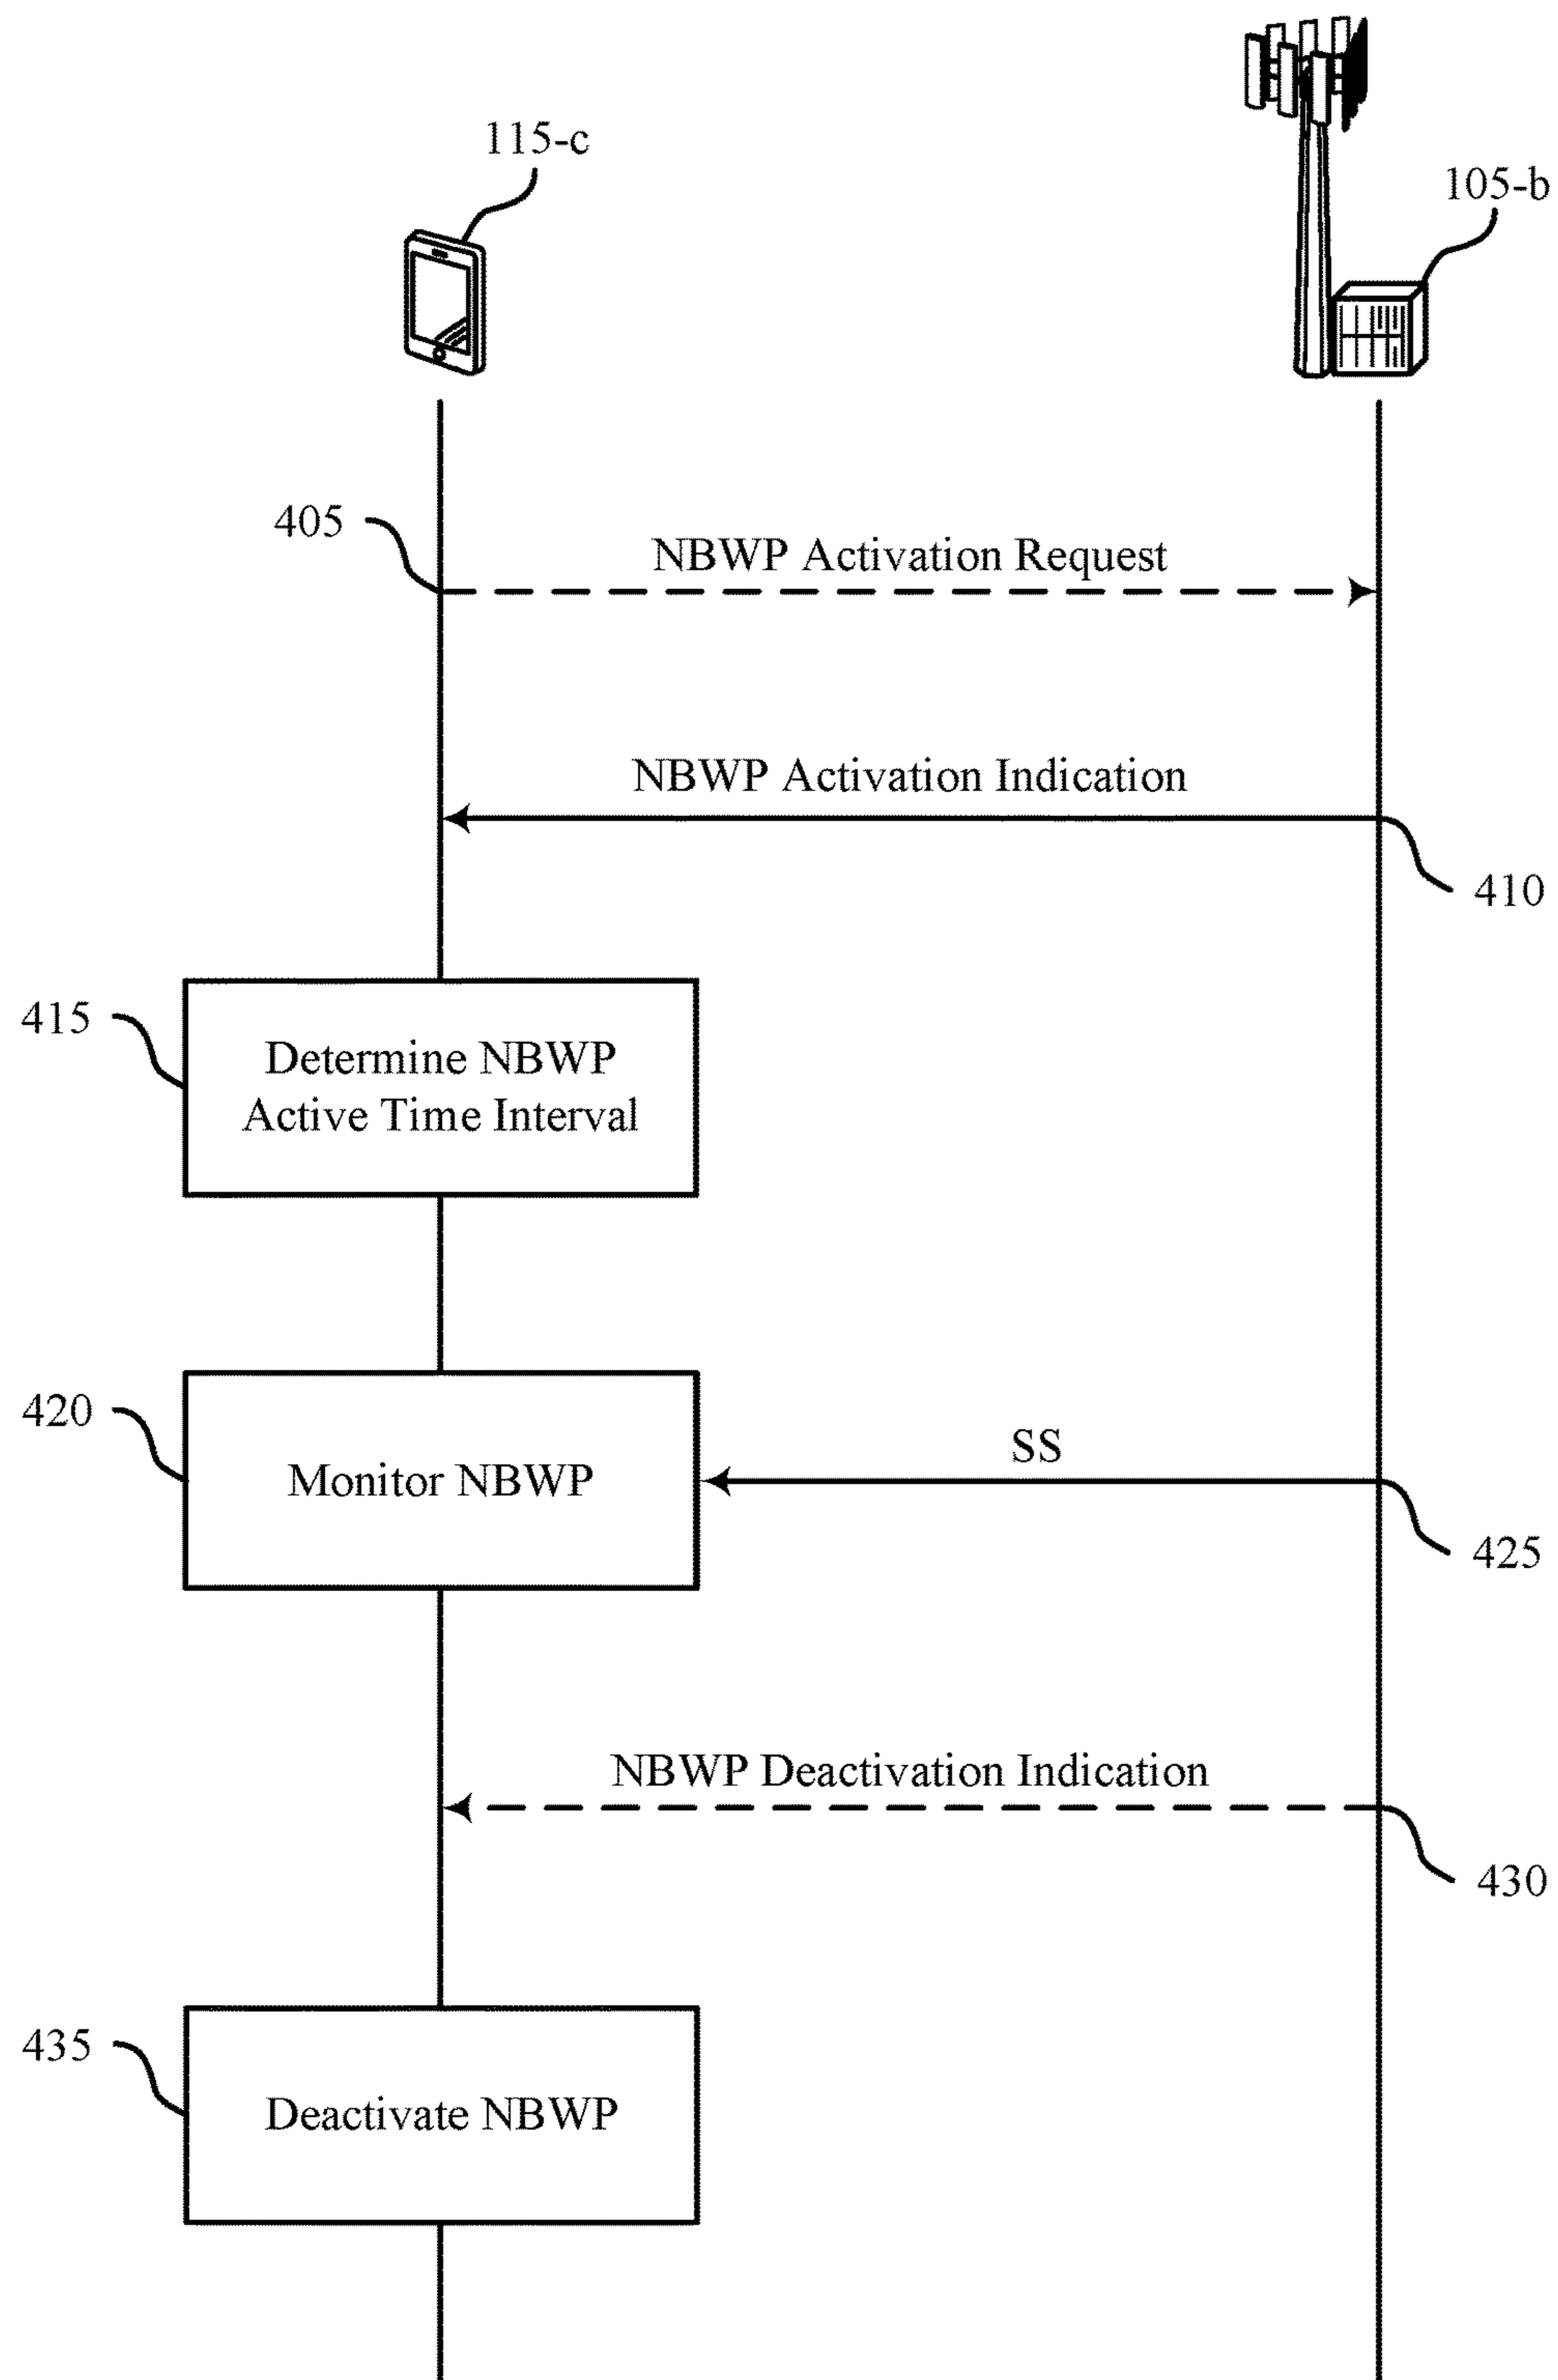 115-c
105-b
405
NBWP Activation Request
NBWP Activation Indication
410
415
Determine NBWP
Active Time Interval
420
Monitor NBWP
SS
425
NBWP Deactivation Indication
430
435
Deactivate NBWP